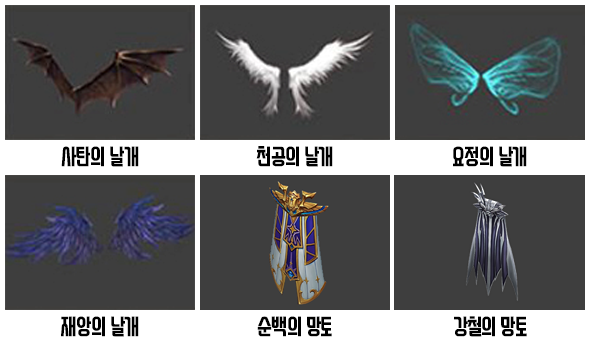 사탄의 날개
천공의 날개
요정의 날개
재앙의 날개
순백의 망토
강철의 망토